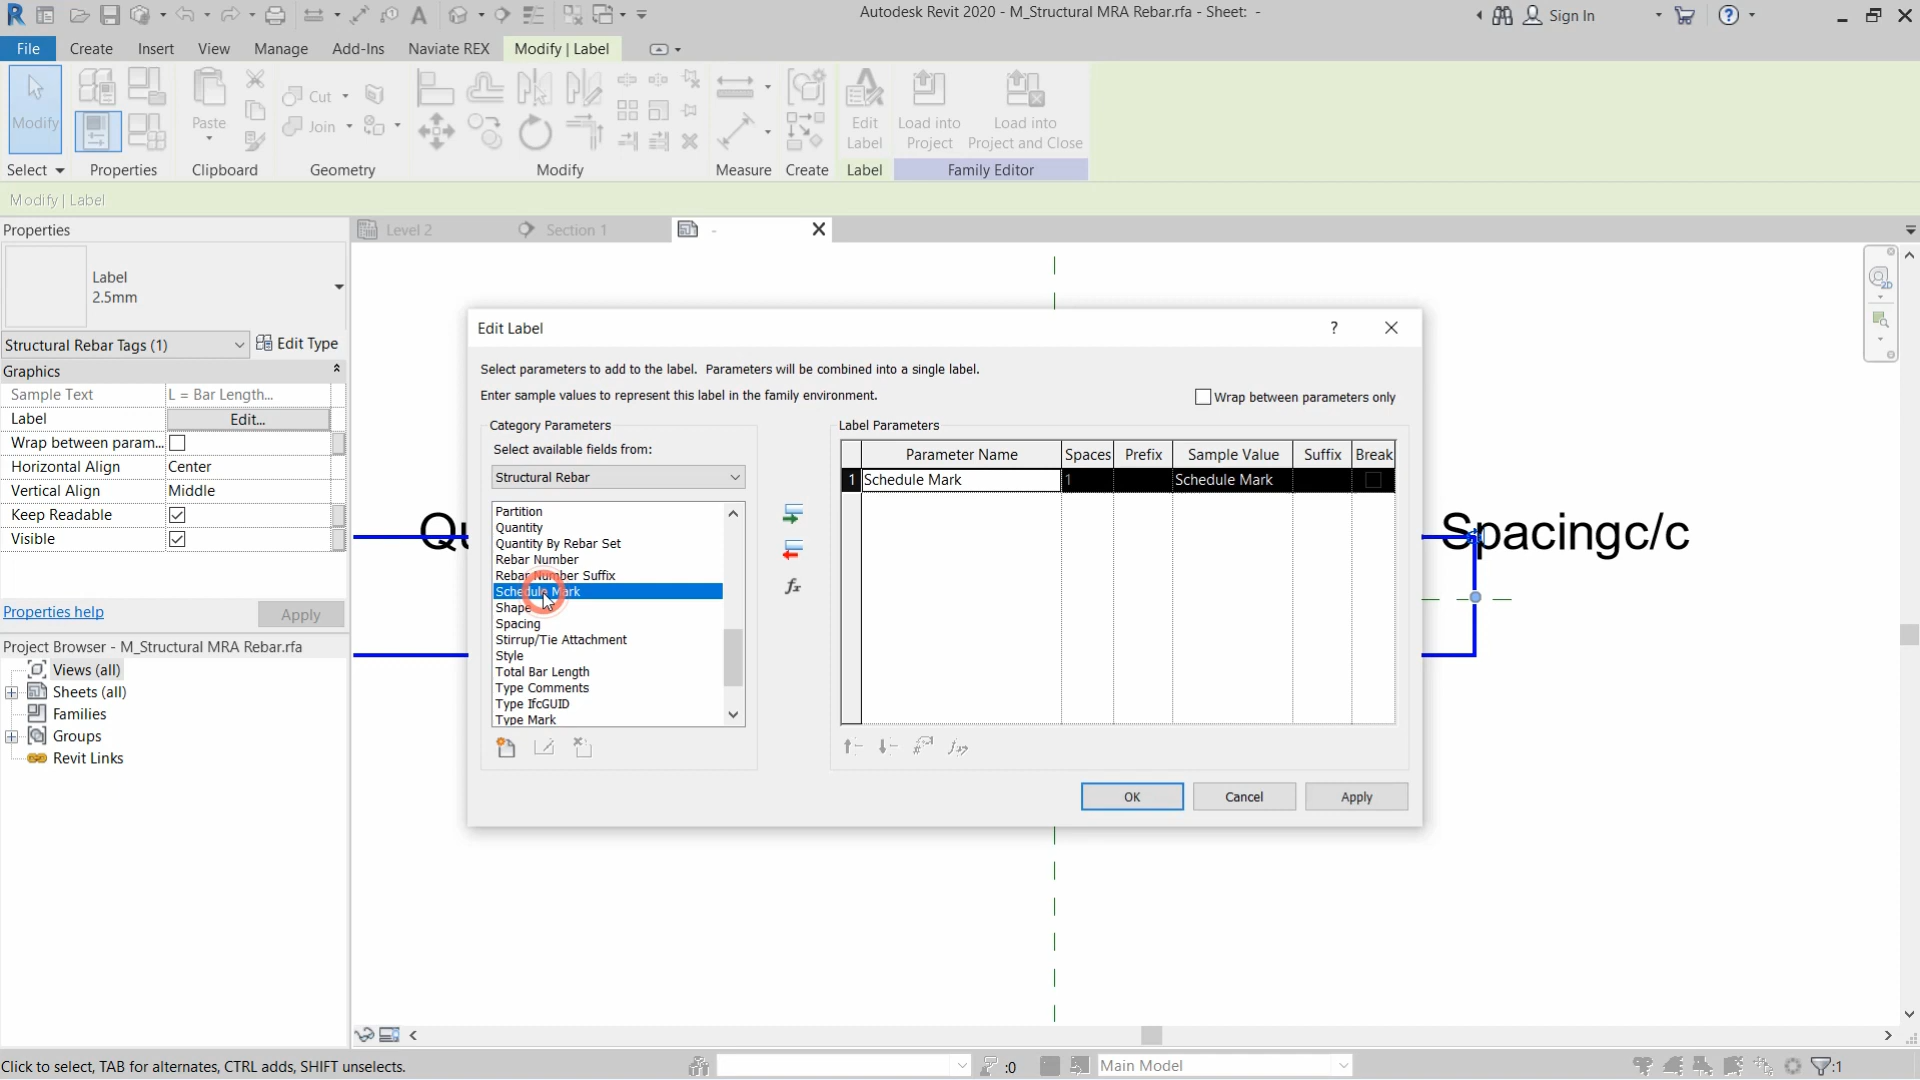 Autodesk Revit 2020 - M_Structural MRA Rebar.rfa - Sheet: -
Sign In
File Create Insert View Manage Add-Ins Naviate REX Modify | Label
Modify
Paste
Cut
Join
Edit Label
Load into Project
Load into Project and Close
Select Properties Clipboard Geometry Modify Measure Create Label Family Editor
Modify | Label
Properties
Level 2 Section 1 -
Label
2.5mm
Structural Rebar Tags (1) Edit Type
Graphics
Sample Text L = Bar Length...
Label Edit...
Wrap between param...
Horizontal Align Center
Vertical Align Middle
Keep Readable
Visible
Properties help Apply
Project Browser - M_Structural MRA Rebar.rfa
Views (all)
Sheets (all)
Families
Groups
Revit Links
Edit Label ?
Select parameters to add to the label. Parameters will be combined into a single label.
Enter sample values to represent this label in the family environment.
Wrap between parameters only
Category Parameters
Select available fields from:
Structural Rebar
Partition
Quantity
Quantity By Rebar Set
Rebar Number
Rebar Number Suffix
Schedule Mark
Shape
Spacing
Stirrup/Tie Attachment
Style
Total Bar Length
Type Comments
Type IfcGUID
Type Mark
Label Parameters
Parameter Name Spaces Prefix Sample Value Suffix Break
1 Schedule Mark 1 Schedule Mark
OK Cancel Apply
Qu
Spacingc/c
Click to select, TAB for alternates, CTRL adds, SHIFT unselects.
:0
Main Model
:1